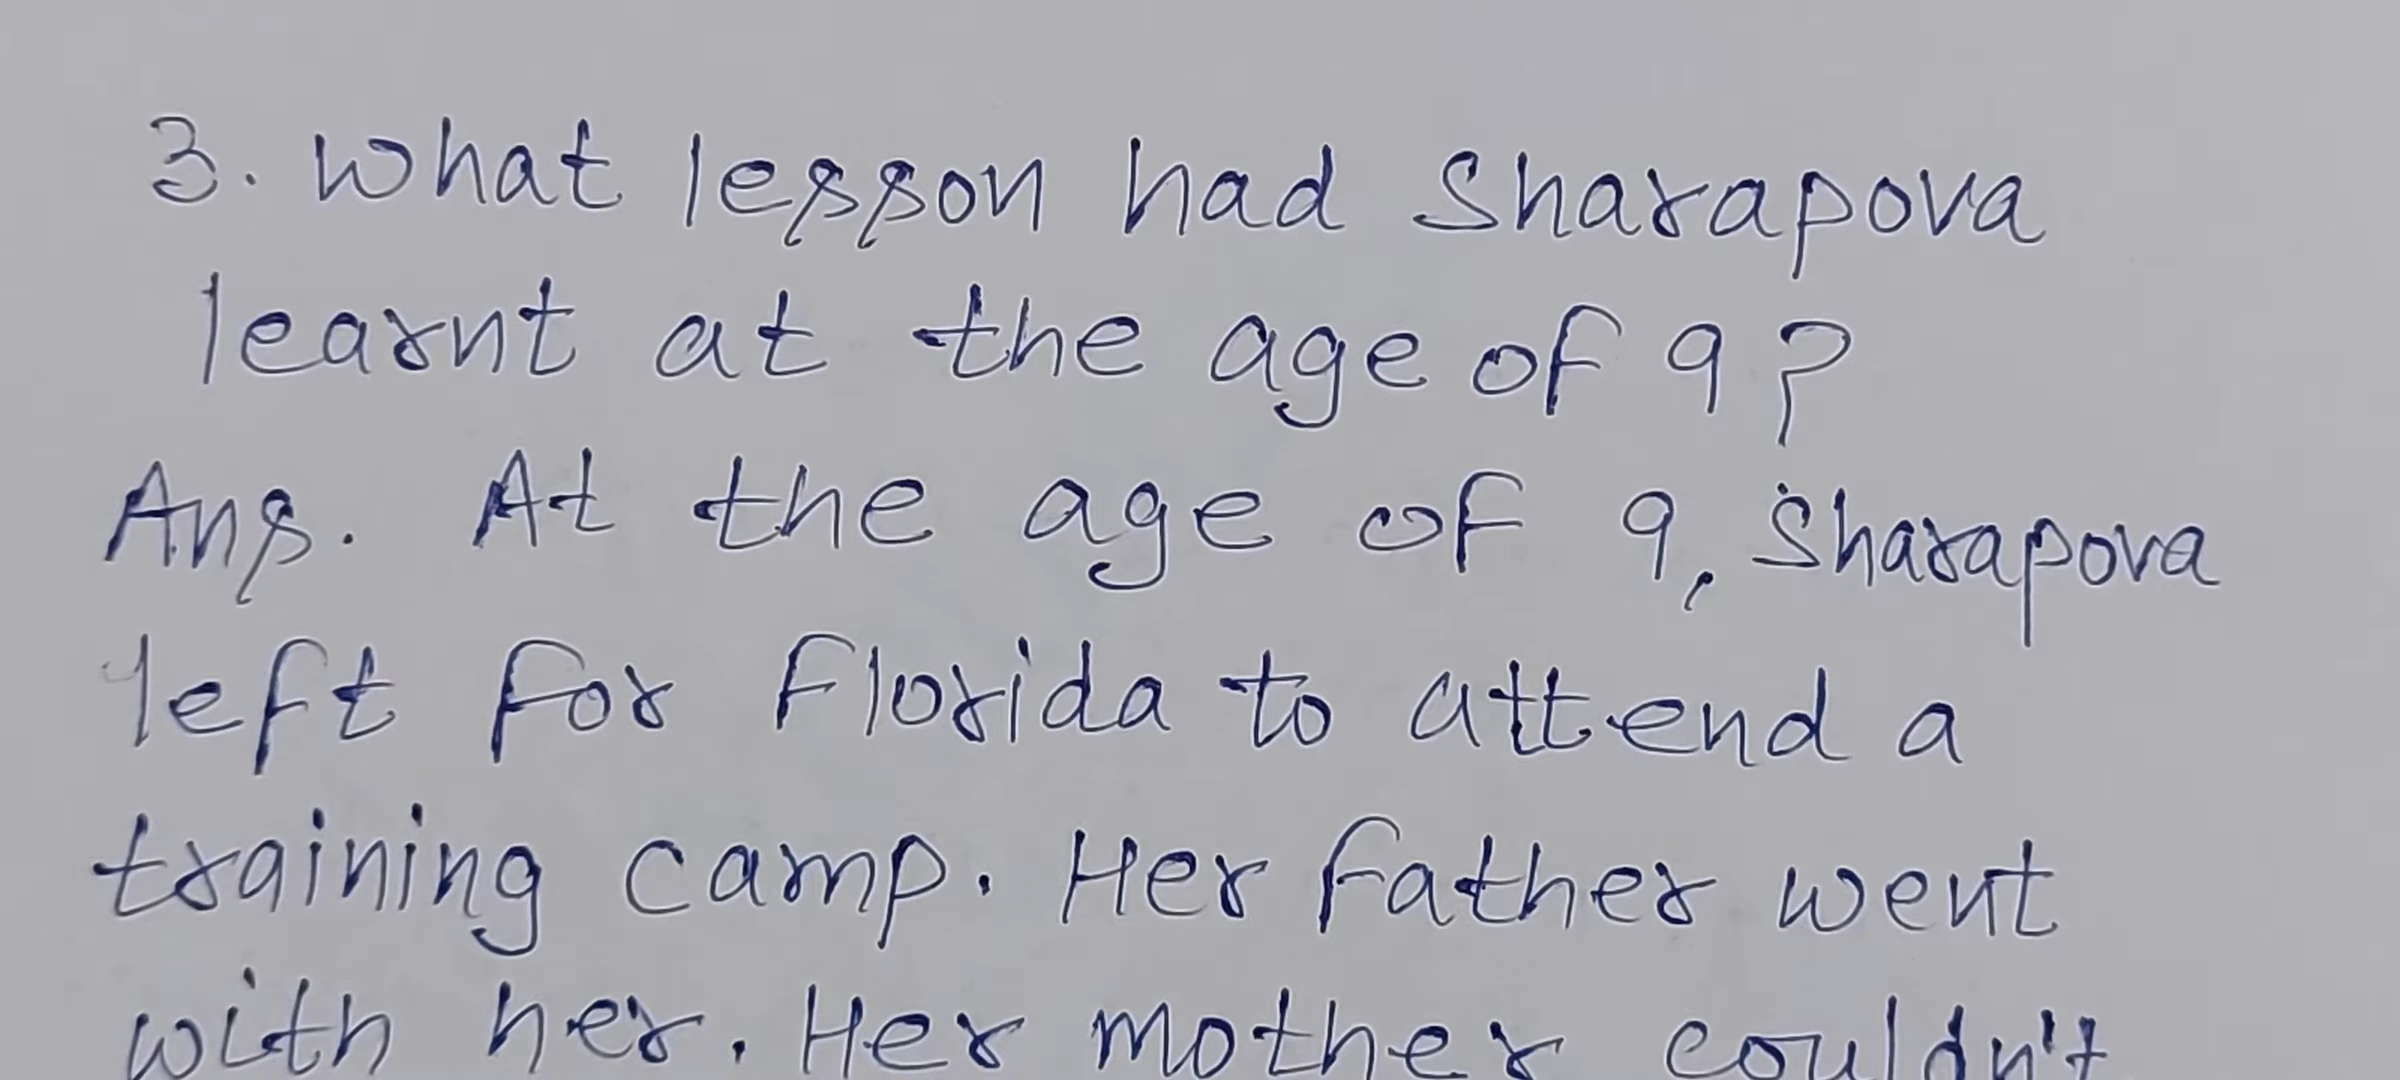 3. What lesson had Sharapova
learnt at the age of 9?
Ans. At the age of 9, Sharapova
left for Florida to attend a
training camp. Her father went
with her. Her mother couldn't